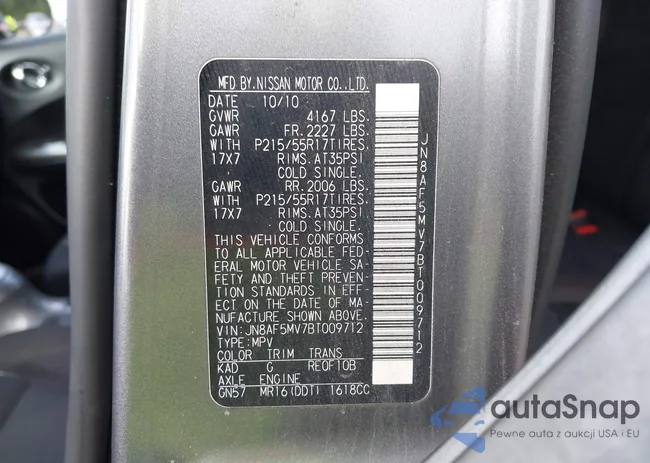 MFD BY.NISSAN MOTOR CO.,LTD.
DATE 10/10
GVWR 4167 LBS.
GAWR FR.2227 LBS.
WITH P215/55R17TIRES,
17X7 RIMS.AT35PSI
COLD SINGLE.
GAWR RR.2006 LBS.
WITH P215/55R17TIRES,
17X7 RIMS.AT35PSI
COLD SINGLE.
THIS VEHICLE CONFORMS
TO ALL APPLICABLE FED-
ERAL MOTOR VEHICLE SA-
FETY AND THEFT PREVEN-
TION STANDARDS IN EFF-
ECT ON THE DATE OF MA-
NUFACTURE SHOWN ABOVE.
VIN:JN8AF5MV7BT009712
TYPE:MPV
COLOR TRIM TRANS
KAD G RE0F10B
AXLE ENGINE
GN57 MR16(DDT) 1618CC
JN8AF5MV7BT009712
autaSnap
Pewne auta z aukcji USA i EU